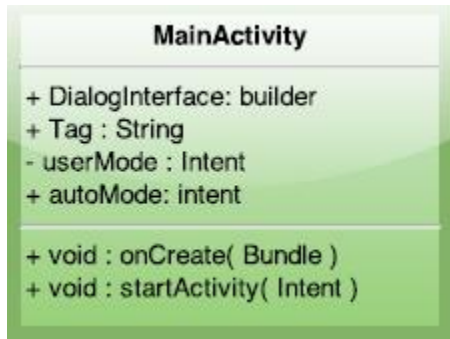 MainActivity
+ DialogInterface: builder
+ Tag : String
- userMode : Intent
+ autoMode: intent
+ void : onCreate( Bundle )
+ void : startActivity( Intent )